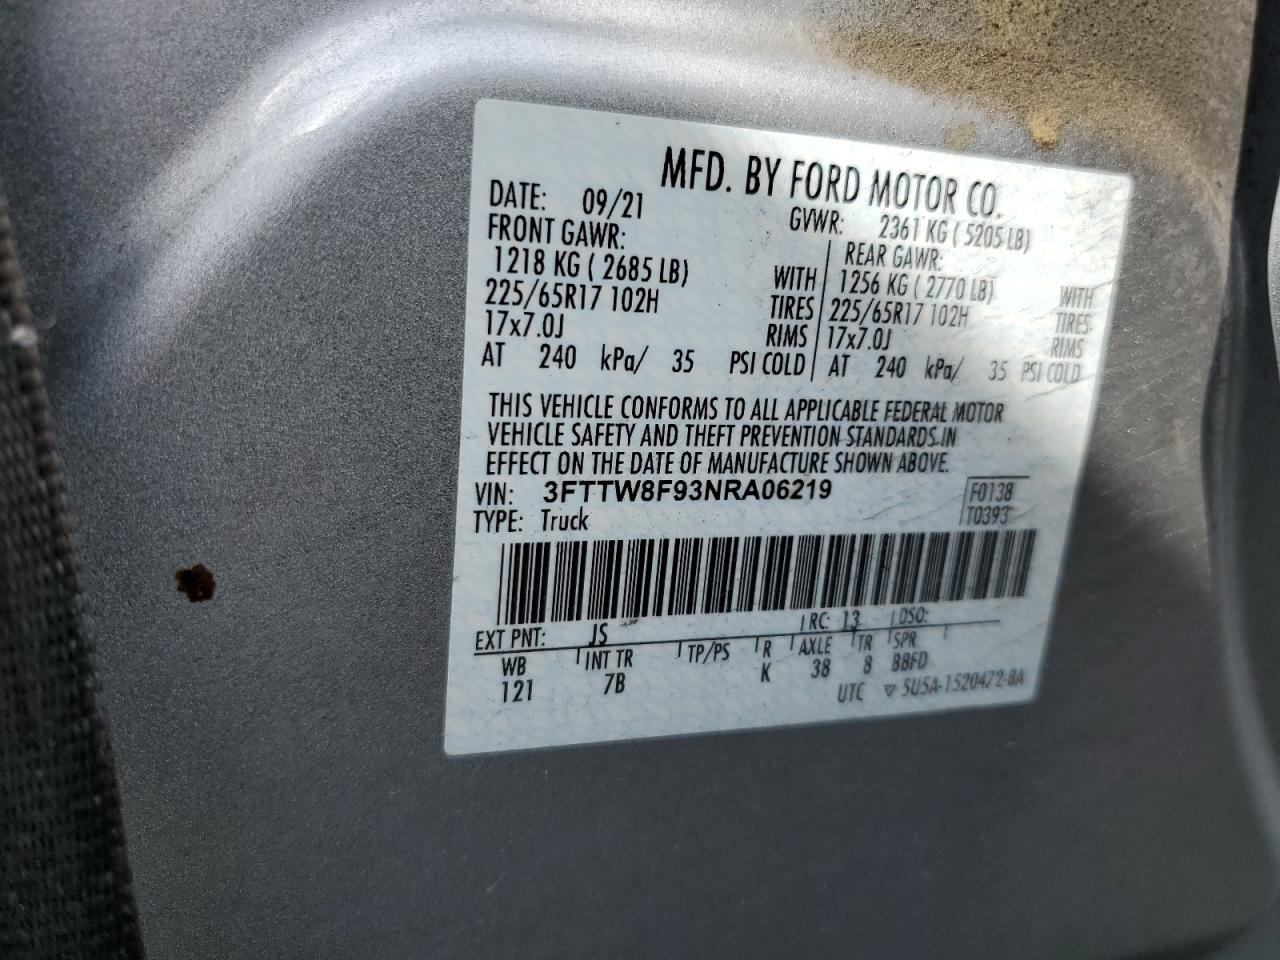 MFD. BY FORD MOTOR CO.
DATE: 09/21 GVWR: 2361 KG ( 5205 LB)
FRONT GAWR: REAR GAWR:
1218 KG ( 2685 LB) WITH 1256 KG ( 2770 LB) WITH
225/65R17 102H TIRES 225/65R17 102H TIRES
17x7.0J RIMS 17x7.0J RIMS
AT 240 kPa/ 35 PSI COLD AT 240 kPa/ 35 PSI COLD
THIS VEHICLE CONFORMS TO ALL APPLICABLE FEDERAL MOTOR
VEHICLE SAFETY AND THEFT PREVENTION STANDARDS IN
EFFECT ON THE DATE OF MANUFACTURE SHOWN ABOVE.
VIN: 3FTTW8F93NRA06219 F0138
TYPE: Truck T0393
EXT PNT: JS RC: 13 DSO:
WB INT TR TP/PS R AXLE TR SPR
121 7B K 38 8 BBFD
UTC ▽ 5U5A-1520472-BA